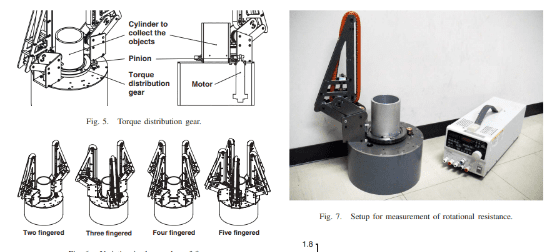 Cylinder to
collect the
objects
Pinion
Torque
distribution
gear
Motor
Fig. 5. Torque distribution gear.
Two fingered
Three fingered
Four fingered
Five fingered
Fig. 7. Setup for measurement of rotational resistance.
1.8